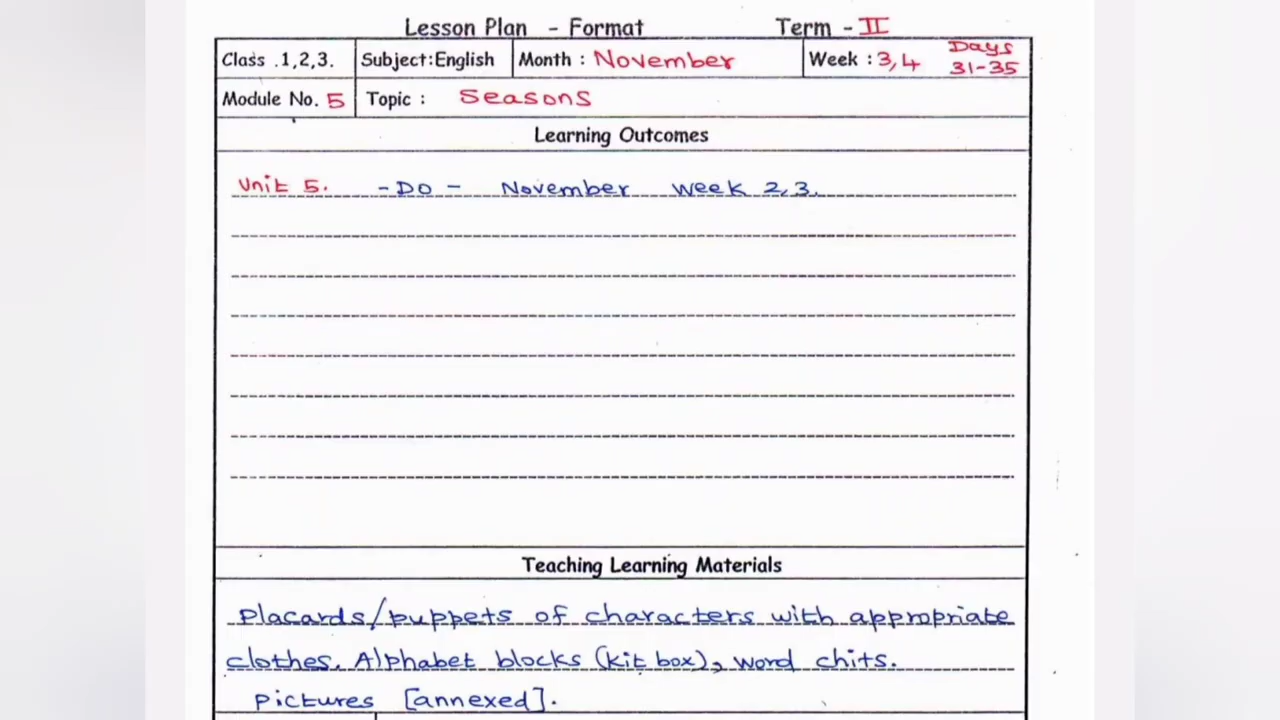 Lesson Plan - Format Term - II
Class .1,2,3. Subject:English Month : November Week : 3,4 Days 31-35
Module No. 5 Topic : Seasons
Learning Outcomes
Unit 5. -DO- November week 2,3.
Teaching Learning Materials
Placards/puppets of characters with appropriate
clothes. Alphabet blocks (kit box), word chits.
Pictures [annexed].